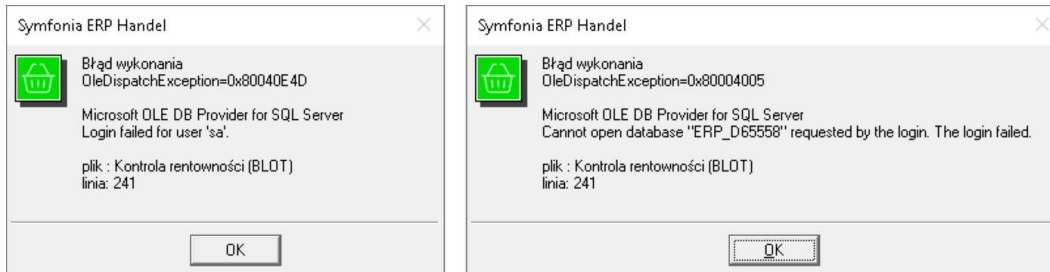 Symfonia ERP Handel
Błąd wykonania
OleDispatchException=0x80040E4D
Microsoft OLE DB Provider for SQL Server
Login failed for user 'sa'.
plik : Kontrola rentowności (BLOT)
linia: 241
OK
Symfonia ERP Handel
Błąd wykonania
OleDispatchException=0x80004005
Microsoft OLE DB Provider for SQL Server
Cannot open database "ERP_D65558" requested by the login. The login failed.
plik : Kontrola rentowności (BLOT)
linia: 241
OK